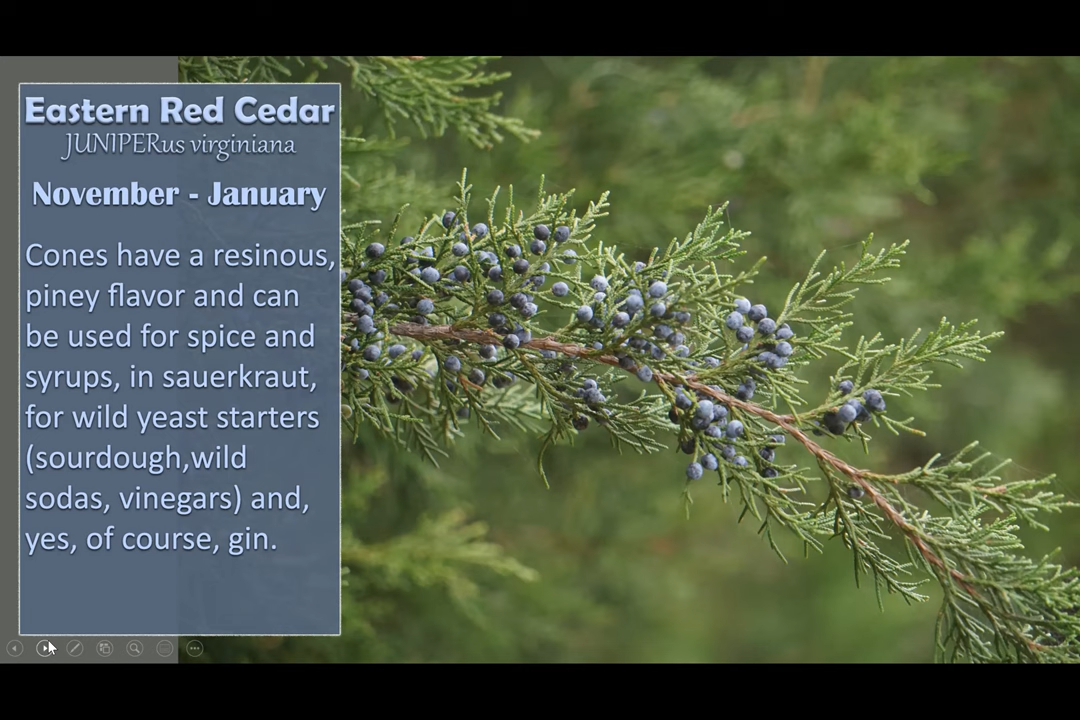 Eastern Red Cedar
JUNIPERus virginiana
November - January
Cones have a resinous,
piney flavor and can
be used for spice and
syrups, in sauerkraut,
for wild yeast starters
(sourdough,wild
sodas, vinegars) and,
yes, of course, gin.